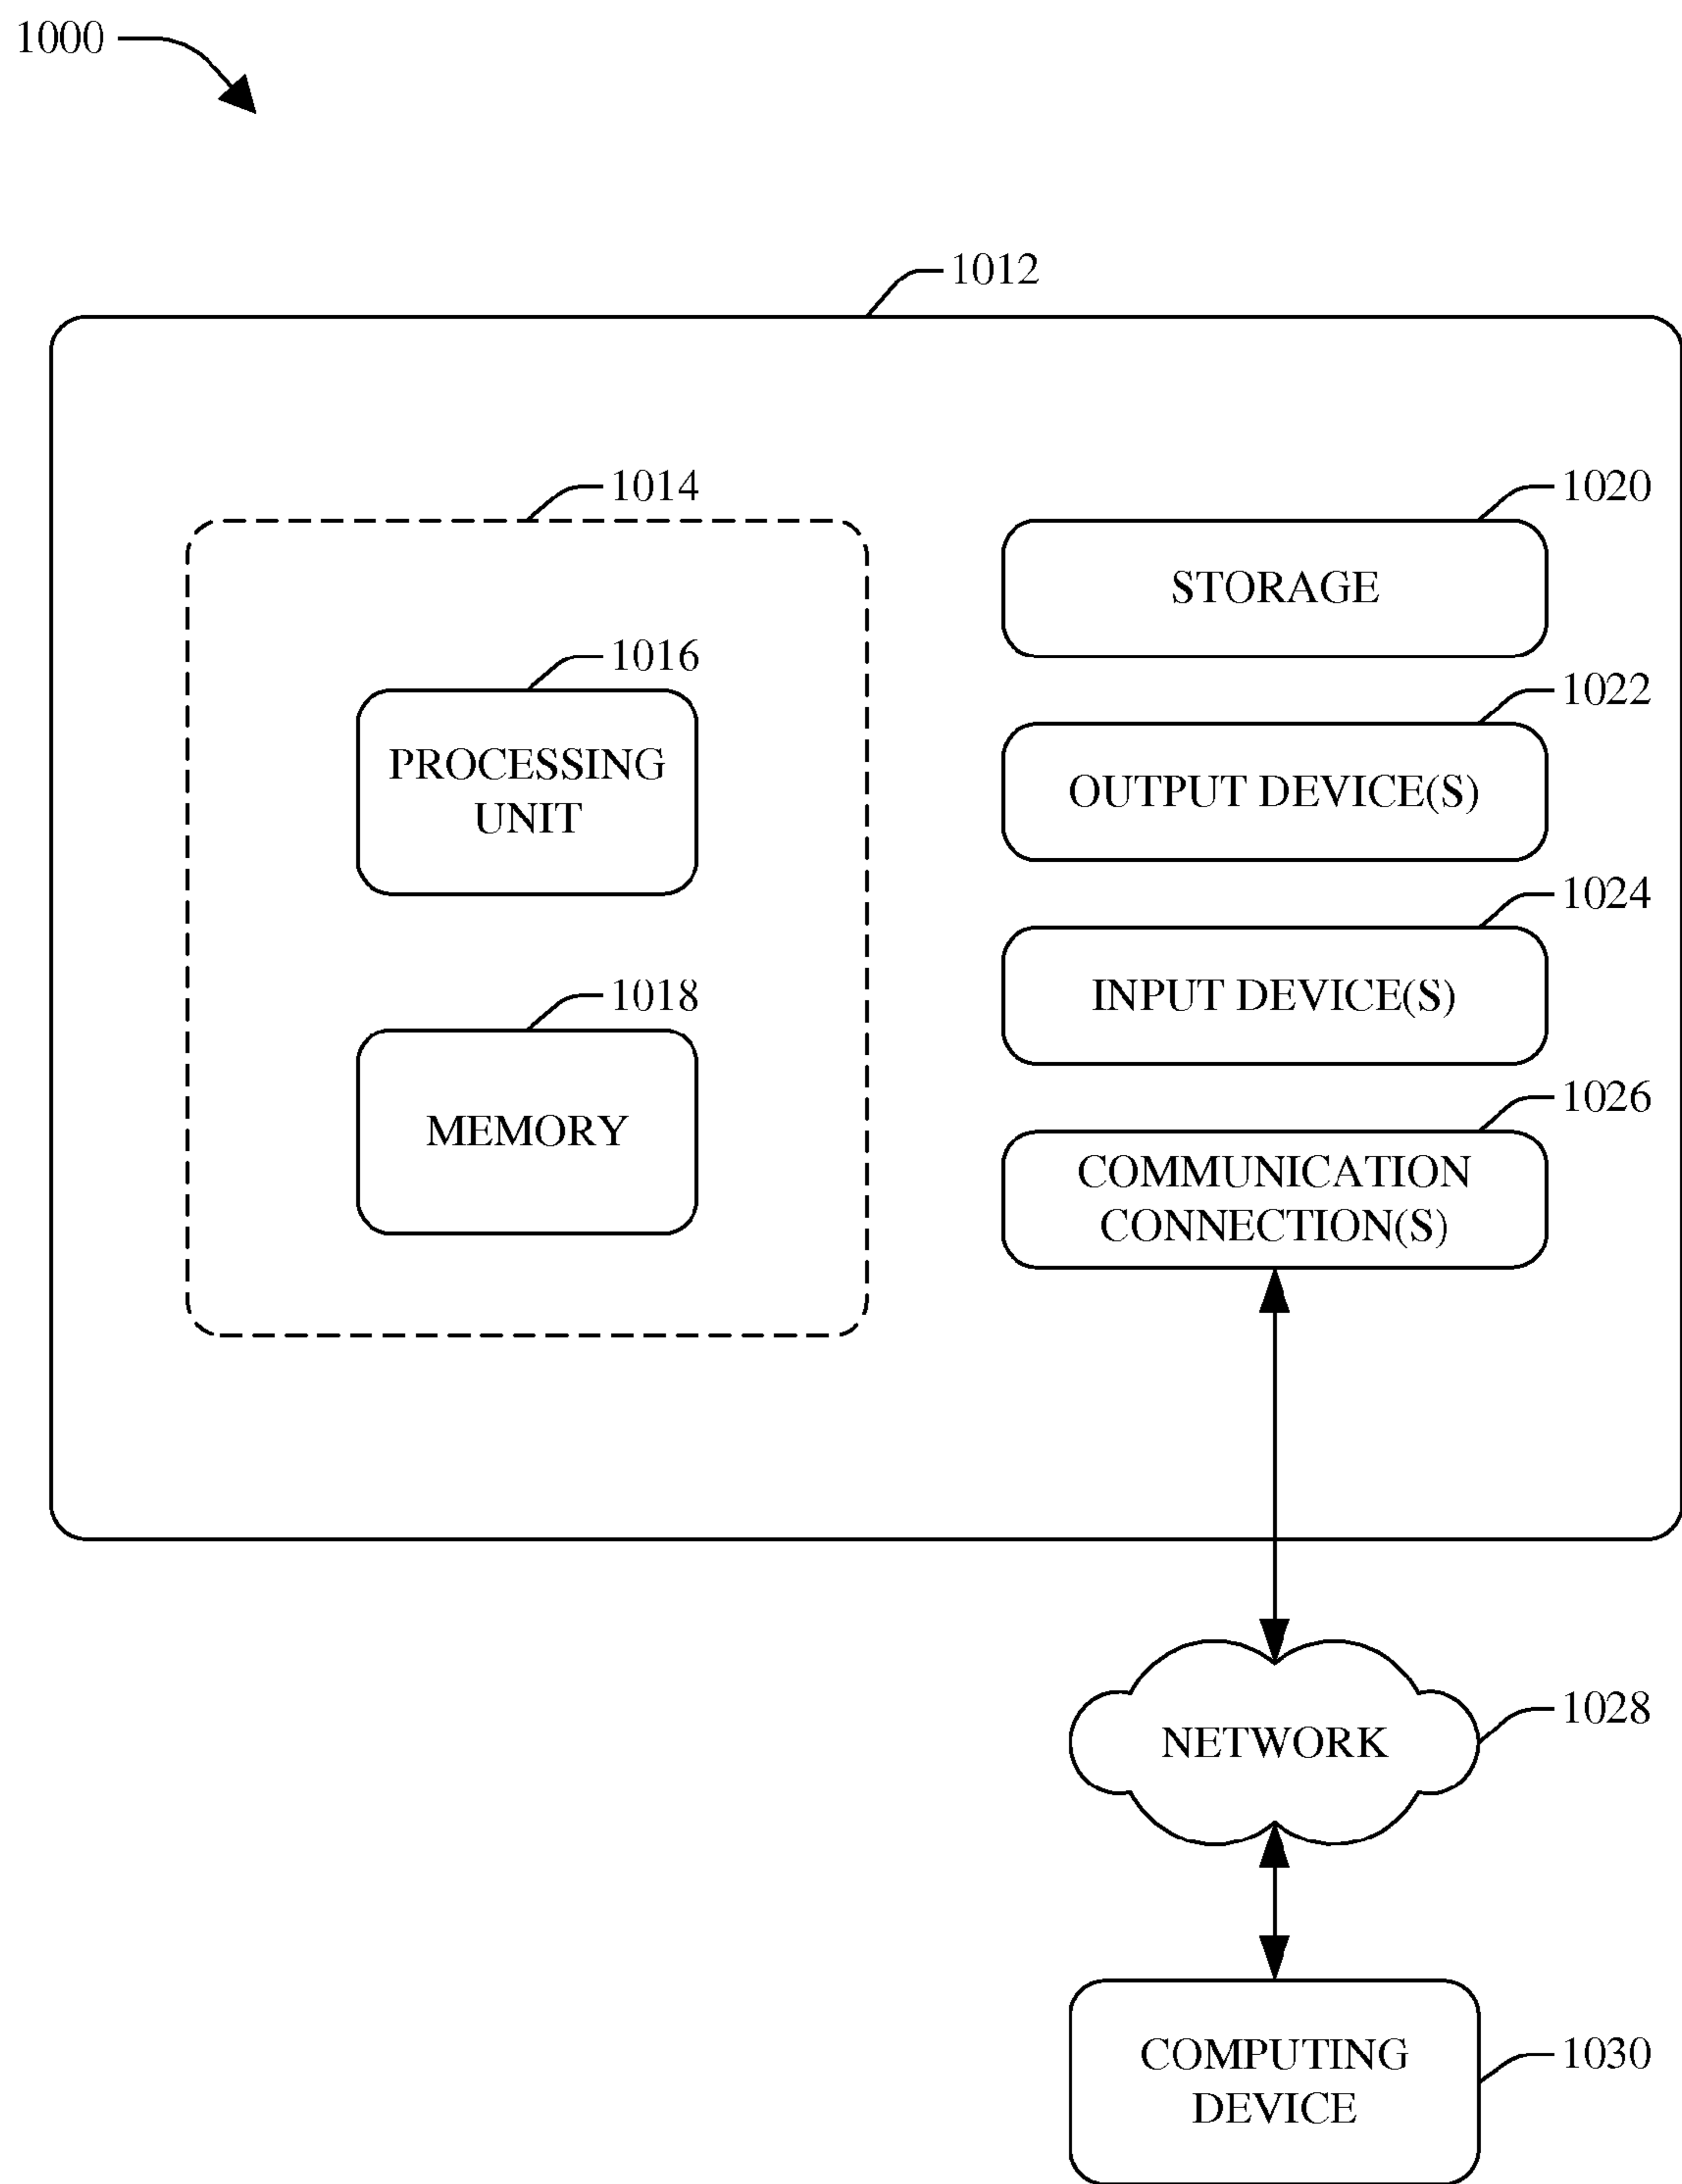 1000
1012
1014
1020
STORAGE
1016
1022
PROCESSING
UNIT
OUTPUT DEVICE(S)
1024
1018
INPUT DEVICE(S)
1026
MEMORY
COMMUNICATION
CONNECTION(S)
1028
NETWORK
1030
COMPUTING
DEVICE